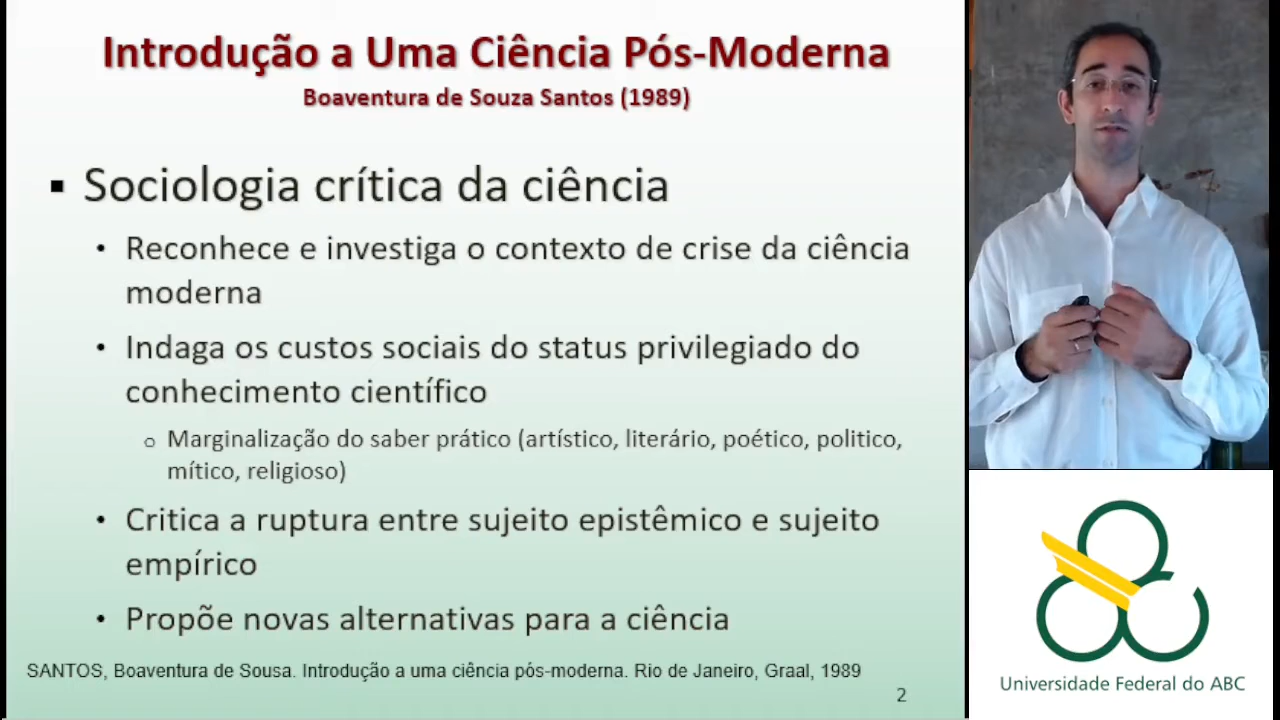 Introdução a Uma Ciência Pós-Moderna
Boaventura de Souza Santos (1989)
▪ Sociologia crítica da ciência
• Reconhece e investiga o contexto de crise da ciência
moderna
• Indaga os custos sociais do status privilegiado do
conhecimento científico
o Marginalização do saber prático (artístico, literário, poético, politico,
mítico, religioso)
• Critica a ruptura entre sujeito epistêmico e sujeito
empírico
• Propõe novas alternativas para a ciência
SANTOS, Boaventura de Sousa. Introdução a uma ciência pós-moderna. Rio de Janeiro, Graal, 1989
2
Universidade Federal do ABC